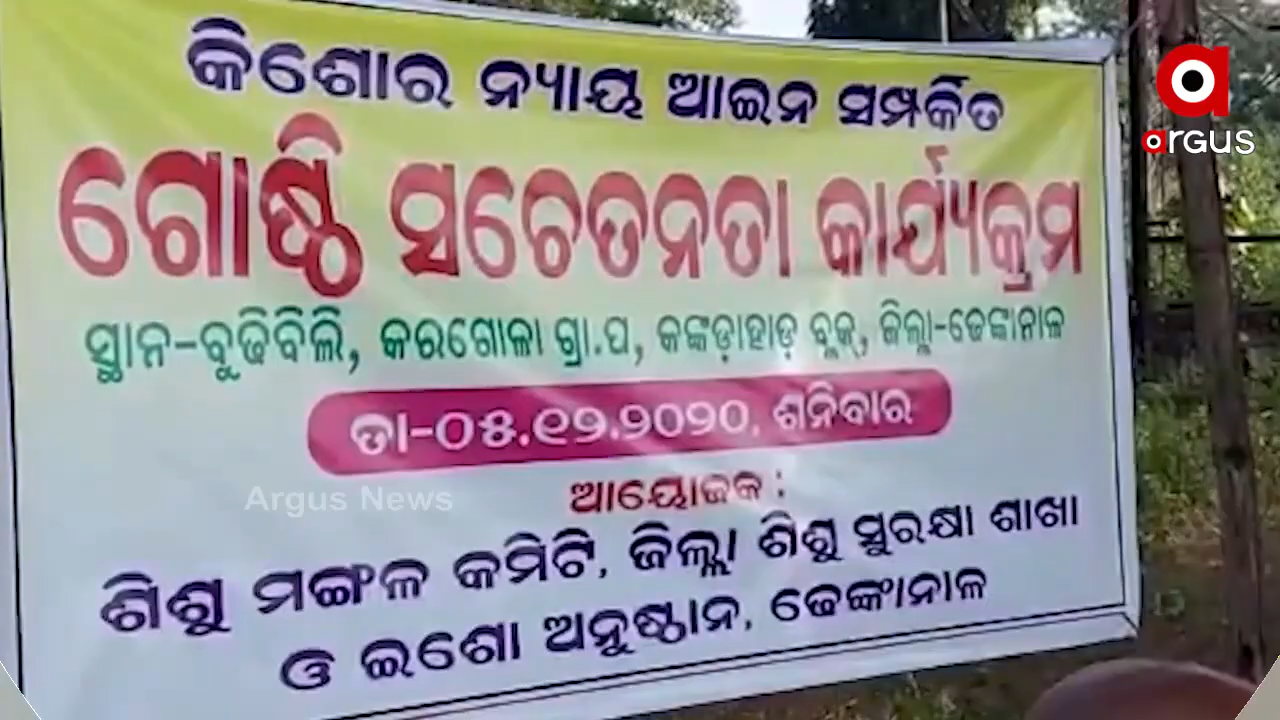 କିଶୋର ନ୍ୟାୟ ଆଇନ ସମ୍ପର୍କିତ
ଗୋଷ୍ଠି ସଚେତନତା କାର୍ଯ୍ୟକ୍ରମ
ସ୍ଥାନ-ବୁଢିବିଲି, କରଗୋଳା ଗ୍ରା.ପ, କଙ୍କଡ଼ାହାଡ଼ ବ୍ଲକ୍, ଜିଲ୍ଲା-ଢେଙ୍କାନାଳ
ତା-୦୫.୧୨.୨୦୨୦, ଶନିବାର
ଆୟୋଜକ :
ଶିଶୁ ମଙ୍ଗଳ କମିଟି, ଜିଲ୍ଲା ଶିଶୁ ସୁରକ୍ଷା ଶାଖା
ଓ ଇଶୋ ଅନୁଷ୍ଠାନ, ଢେଙ୍କାନାଳ
argus
Argus News